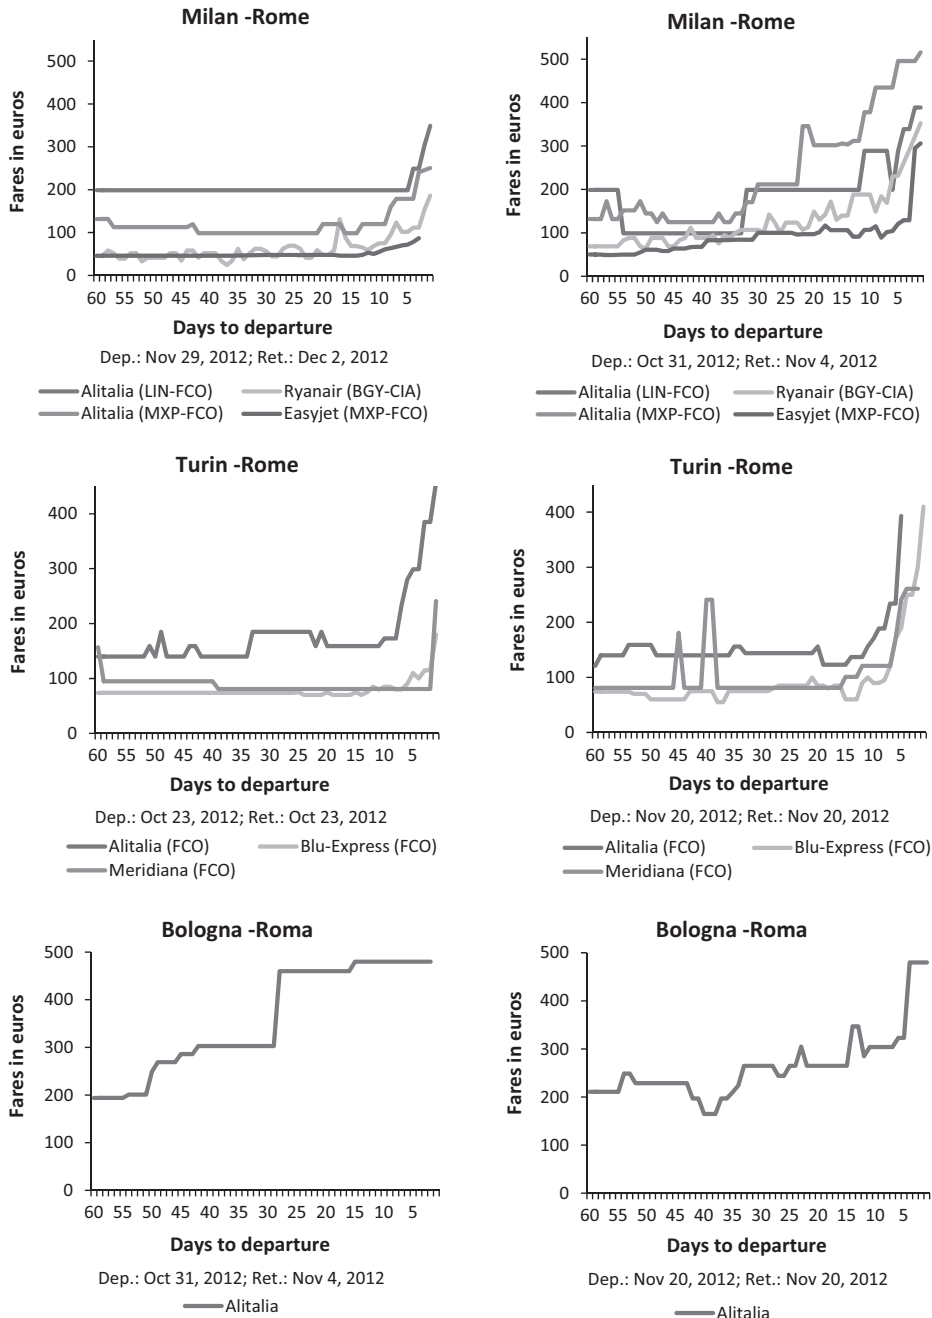 Milan -Rome
Fares in euros
500
400
300
200
100
0
60 55 50 45 40 35 30 25 20 15 10 5
Days to departure
Dep.: Nov 29, 2012; Ret.: Dec 2, 2012
Alitalia (LIN-FCO) Ryanair (BGY-CIA)
Alitalia (MXP-FCO) Easyjet (MXP-FCO)
Milan -Rome
Fares in euros
500
400
300
200
100
0
60 55 50 45 40 35 30 25 20 15 10 5
Days to departure
Dep.: Oct 31, 2012; Ret.: Nov 4, 2012
Alitalia (LIN-FCO) Ryanair (BGY-CIA)
Alitalia (MXP-FCO) Easyjet (MXP-FCO)
Turin -Rome
Fares in euros
400
300
200
100
0
60 55 50 45 40 35 30 25 20 15 10 5
Days to departure
Dep.: Oct 23, 2012; Ret.: Oct 23, 2012
Alitalia (FCO) Blu-Express (FCO)
Meridiana (FCO)
Turin -Rome
Fares in euros
400
300
200
100
0
60 55 50 45 40 35 30 25 20 15 10 5
Days to departure
Dep.: Nov 20, 2012; Ret.: Nov 20, 2012
Alitalia (FCO) Blu-Express (FCO)
Meridiana (FCO)
Bologna -Roma
Fares in euros
500
400
300
200
100
0
60 55 50 45 40 35 30 25 20 15 10 5
Days to departure
Dep.: Oct 31, 2012; Ret.: Nov 4, 2012
Alitalia
Bologna -Roma
Fares in euros
500
400
300
200
100
0
60 55 50 45 40 35 30 25 20 15 10 5
Days to departure
Dep.: Nov 20, 2012; Ret.: Nov 20, 2012
Alitalia